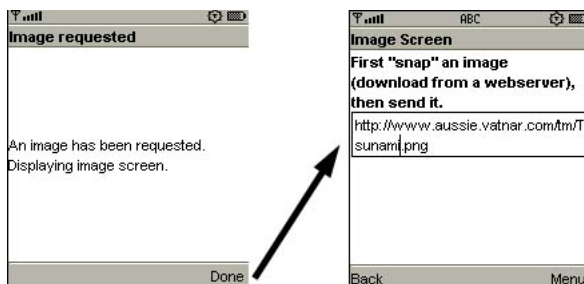 Image requested
An image has been requested.
Displaying image screen.
Done
ABC
Image Screen
First "snap" an image
(download from a webserver),
then send it.
http://www.aussie.vatnar.com/tm/T
sunami.png
Back
Menu